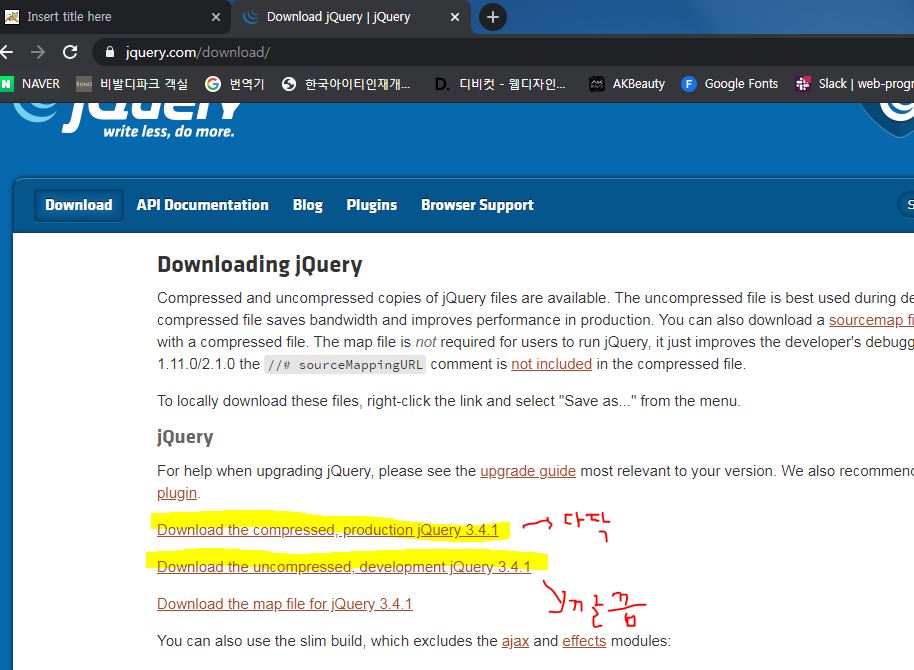 Insert title here
Download jQuery | jQuery
jquery.com/download/
NAVER
비발디파크 객실
번역기
한국아이티인재개...
디비컷 - 웹디자인...
AKBeauty
Google Fonts
Slack | web-progr
jQuery
write less, do more.
Download
API Documentation
Blog
Plugins
Browser Support
Downloading jQuery
Compressed and uncompressed copies of jQuery files are available. The uncompressed file is best used during de
compressed file saves bandwidth and improves performance in production. You can also download a sourcemap fi
with a compressed file. The map file is not required for users to run jQuery, it just improves the developer's debugg
1.11.0/2.1.0 the //# sourceMappingURL comment is not included in the compressed file.
To locally download these files, right-click the link and select "Save as..." from the menu.
jQuery
For help when upgrading jQuery, please see the upgrade guide most relevant to your version. We also recommend
plugin.
Download the compressed, production jQuery 3.4.1 → 다닥
Download the uncompressed, development jQuery 3.4.1
Download the map file for jQuery 3.4.1
깔끔
You can also use the slim build, which excludes the ajax and effects modules: